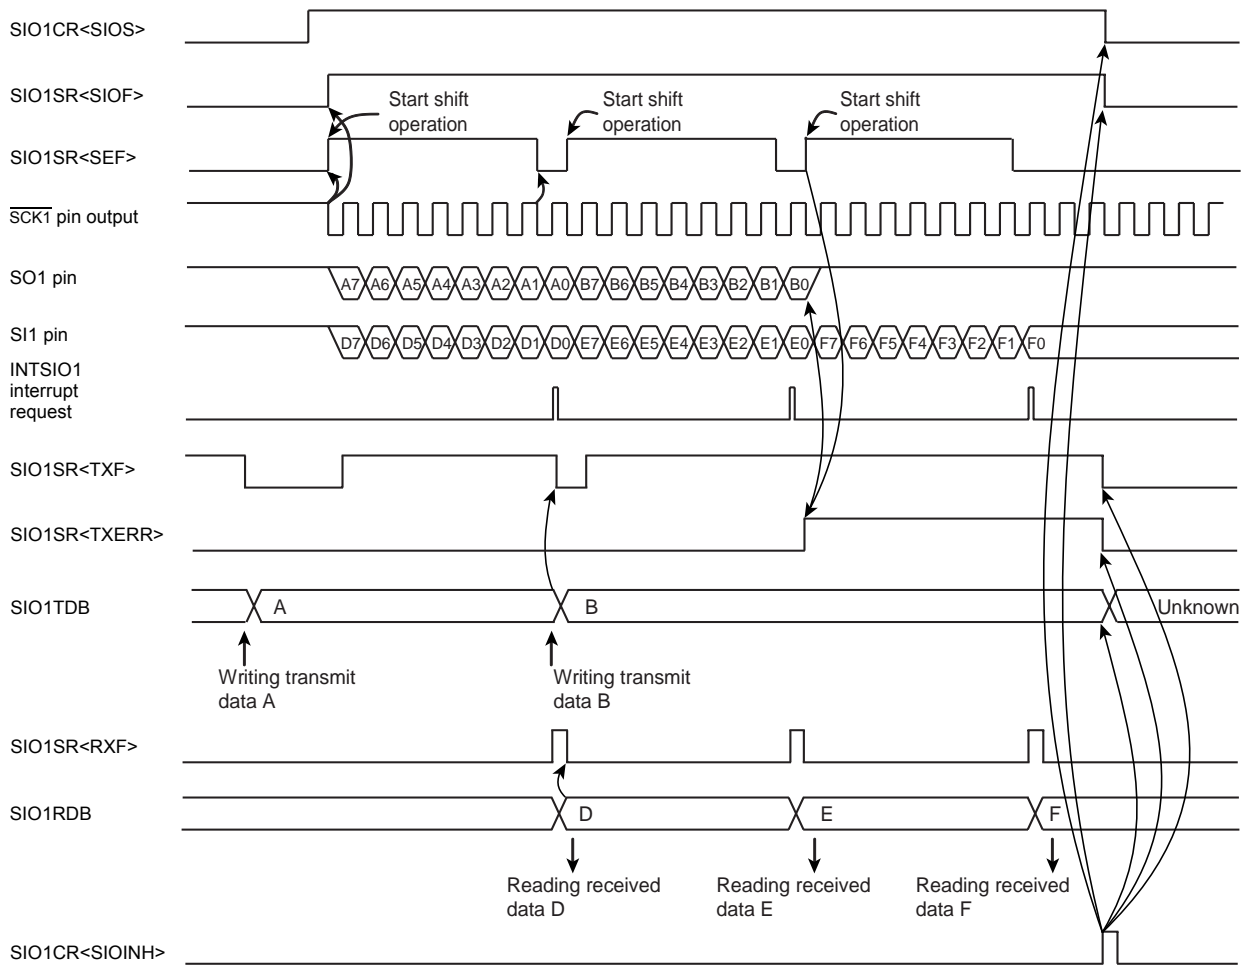 SIO1CR<SIOS>
SIO1SR<SIOF>
Start shift
operation
Start shift
operation
Start shift
operation
SIO1SR<SEF>
SCK1 pin output
SO1 pin
A7 A6 A5 A4 A3 A2 A1 A0 B7 B6 B5 B4 B3 B2 B1 B0
SI1 pin
D7 D6 D5 D4 D3 D2 D1 D0 E7 E6 E5 E4 E3 E2 E1 E0 F7 F6 F5 F4 F3 F2 F1 F0
INTSIO1
interrupt
request
SIO1SR<TXF>
SIO1SR<TXERR>
SIO1TDB
A B Unknown
Writing transmit
data A
Writing transmit
data B
SIO1SR<RXF>
SIO1RDB
D E F
Reading received
data D
Reading received
data E
Reading received
data F
SIO1CR<SIOINH>